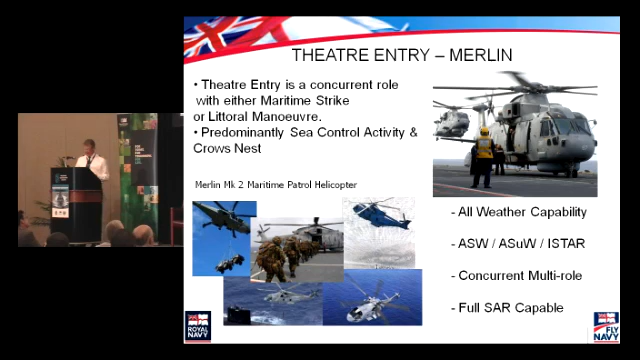 THEATRE ENTRY – MERLIN
• Theatre Entry is a concurrent role
with either Maritime Strike
or Littoral Manoeuvre.
• Predominantly Sea Control Activity &
Crows Nest
Merlin Mk 2 Maritime Patrol Helicopter
- All Weather Capability
- ASW / ASuW / ISTAR
- Concurrent Multi-role
- Full SAR Capable
ROYAL
NAVY
FLY
NAVY